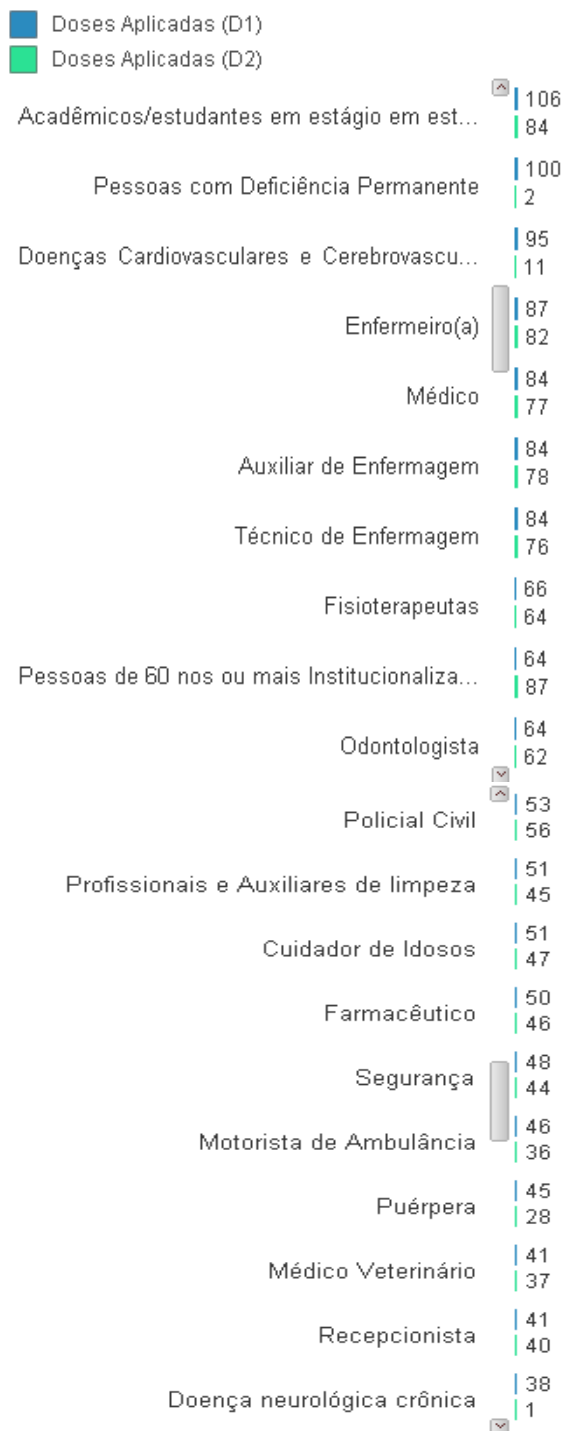 Doses Aplicadas (D1)
Doses Aplicadas (D2)
Acadêmicos/estudantes em estágio em est...
106
84
Pessoas com Deficiência Permanente
100
2
Doenças Cardiovasculares e Cerebrovascu...
95
11
Enfermeiro(a)
87
82
Médico
84
77
Auxiliar de Enfermagem
84
78
Técnico de Enfermagem
84
76
Fisioterapeutas
66
64
Pessoas de 60 nos ou mais Institucionaliza...
64
87
Odontologista
64
62
Policial Civil
53
56
Profissionais e Auxiliares de limpeza
51
45
Cuidador de Idosos
51
47
Farmacêutico
50
46
Segurança
48
44
Motorista de Ambulância
46
36
Puérpera
45
28
Médico Veterinário
41
37
Recepcionista
41
40
Doença neurológica crônica
38
1